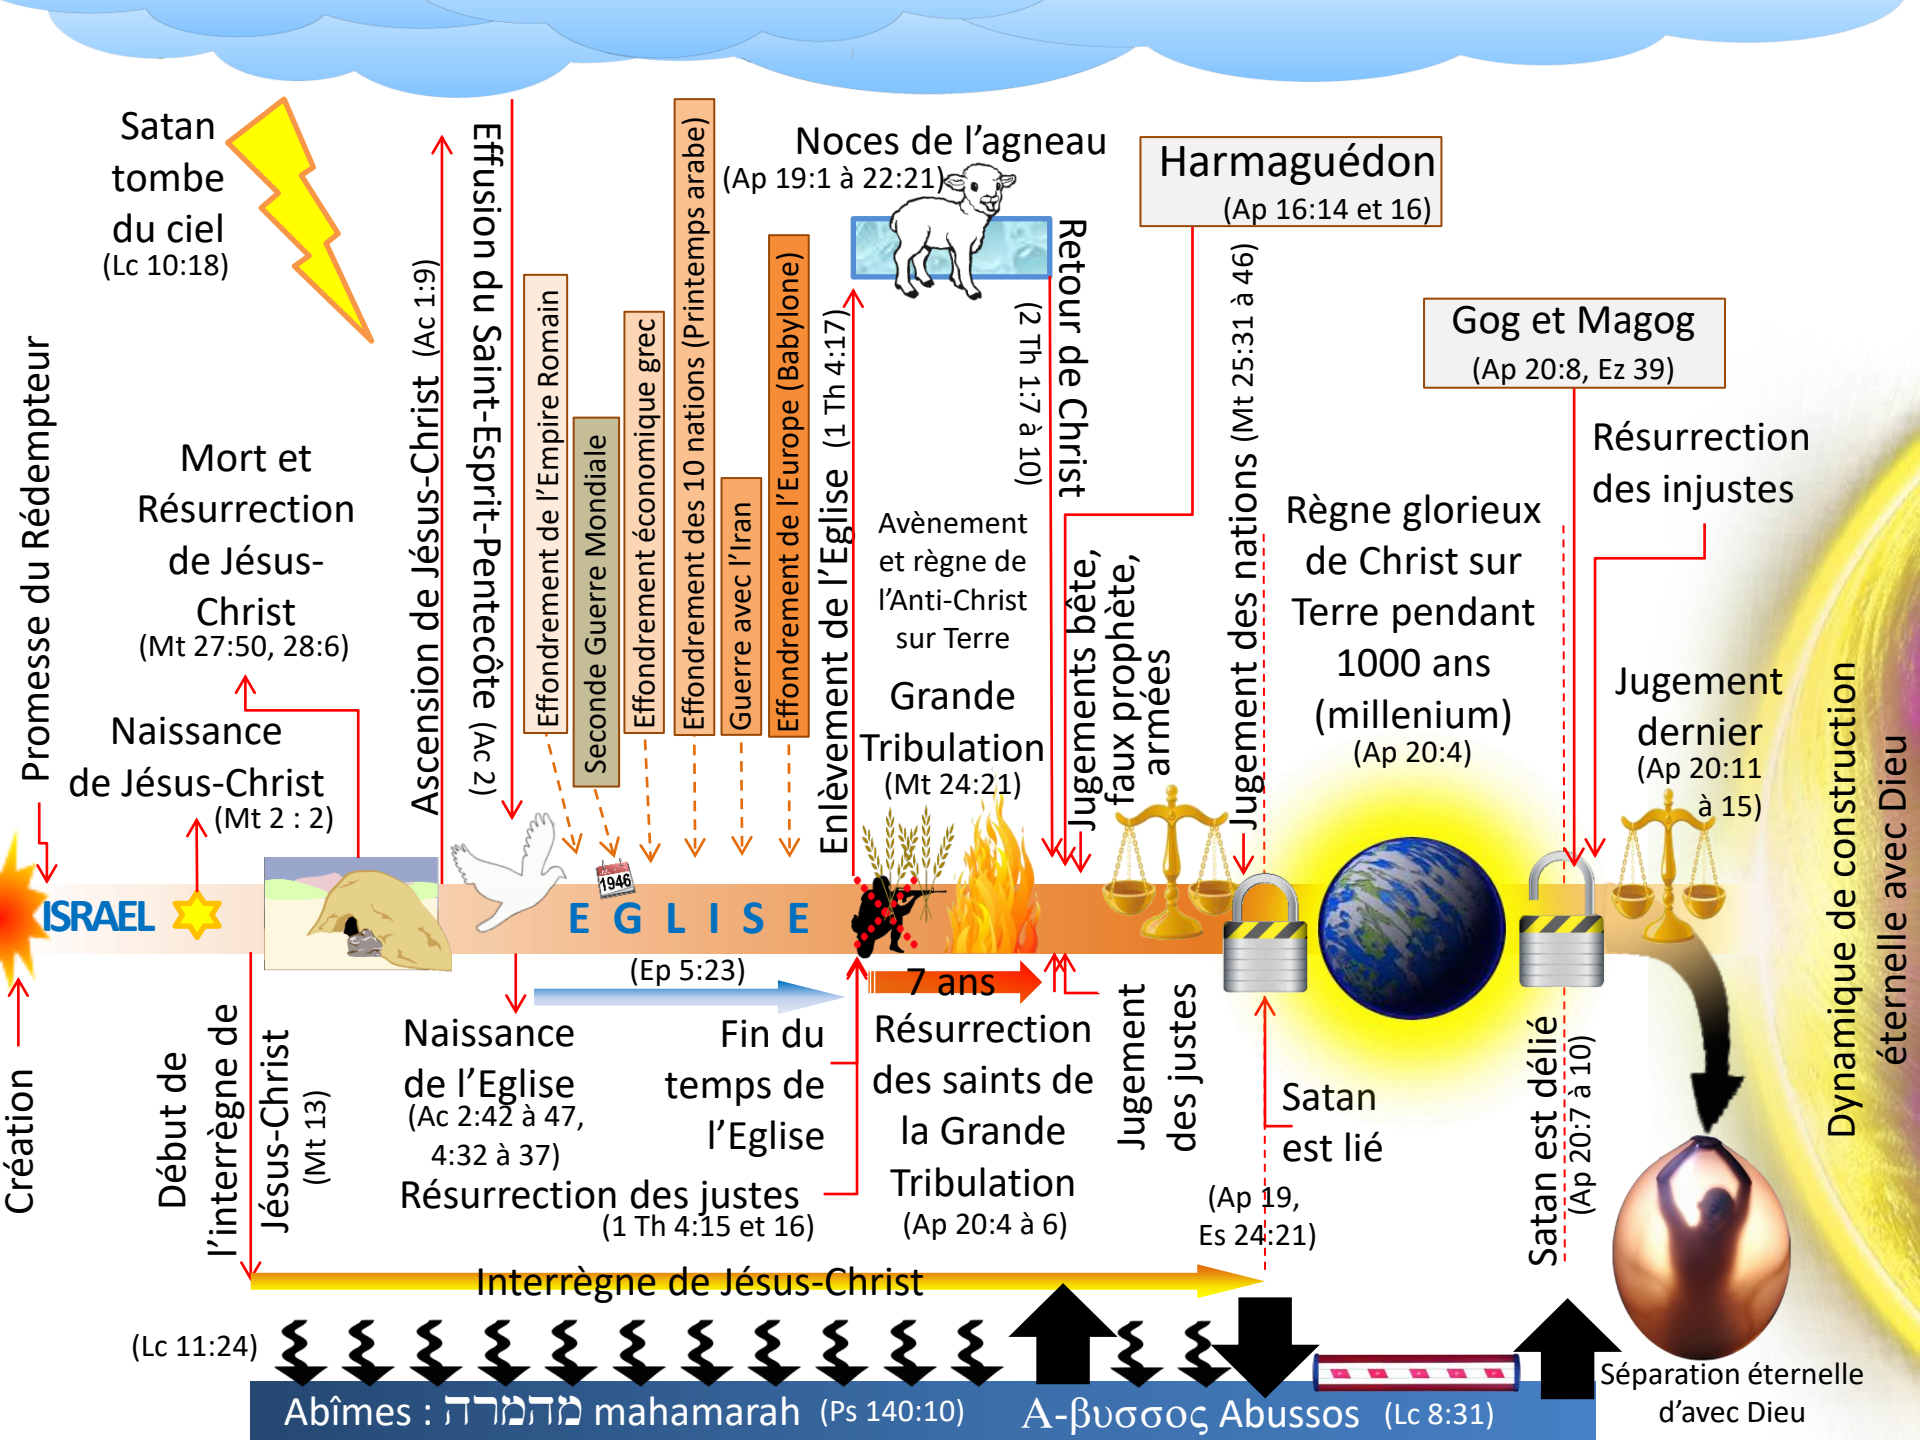 Satan
tombe
du ciel
(Lc 10:18)
Promesse du Rédempteur
Mort et
Résurrection
de Jésus-
Christ
(Mt 27:50, 28:6)
Naissance
de Jésus-Christ
(Mt 2 : 2)
Ascension de Jésus-Christ (Ac 1:9)
Effusion du Saint-Esprit-Pentecôte (Ac 2)
Effondrement de l’Empire Romain
Seconde Guerre Mondiale
Effondrement économique grec
Effondrement des 10 nations (Printemps arabe)
Guerre avec l’Iran
Effondrement de l’Europe (Babylone)
Enlèvement de l’Eglise (1 Th 4:17)
Noces de l’agneau
(Ap 19:1 à 22:21)
Avènement
et règne de
l’Anti-Christ
sur Terre
Grande
Tribulation
(Mt 24:21)
Retour de Christ
(2 Th 1:7 à 10)
Harmaguédon
(Ap 16:14 et 16)
Jugements bête,
faux prophète,
armées
Jugement des nations (Mt 25:31 à 46)
Règne glorieux
de Christ sur
Terre pendant
1000 ans
(millenium)
(Ap 20:4)
Gog et Magog
(Ap 20:8, Ez 39)
Résurrection
des injustes
Jugement
dernier
(Ap 20:11
à 15)
Dynamique de construction
éternelle avec Dieu
ISRAEL
1946
EGLISE
(Ep 5:23)
7 ans
Création
Début de
l’interrègne de
Jésus-Christ
(Mt 13)
Naissance
de l’Eglise
(Ac 2:42 à 47,
4:32 à 37)
Fin du
temps de
l’Eglise
Résurrection des justes
(1 Th 4:15 et 16)
Résurrection
des saints de
la Grande
Tribulation
(Ap 20:4 à 6)
Jugement
des justes
Satan
est lié
(Ap 19,
Es 24:21)
Satan est délié
(Ap 20:7 à 10)
Interrègne de Jésus-Christ
(Lc 11:24)
Abîmes : מהמרה mahamarah (Ps 140:10)
Α-βυσσος Abussos (Lc 8:31)
Séparation éternelle
d’avec Dieu